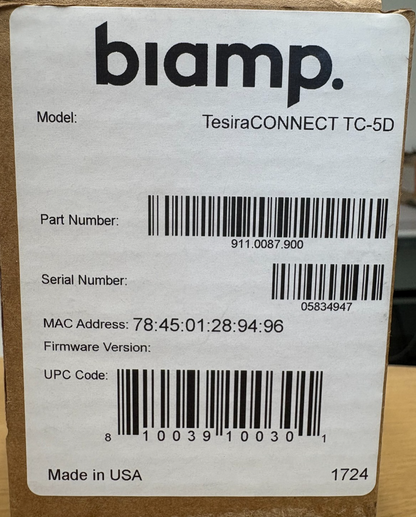 biamp.
Model: TesiraCONNECT TC-5D
Part Number:
911.0087.900
Serial Number:
05834947
MAC Address: 78:45:01:28:94:96
Firmware Version:
UPC Code:
8 10039 10030 1
Made in USA 1724